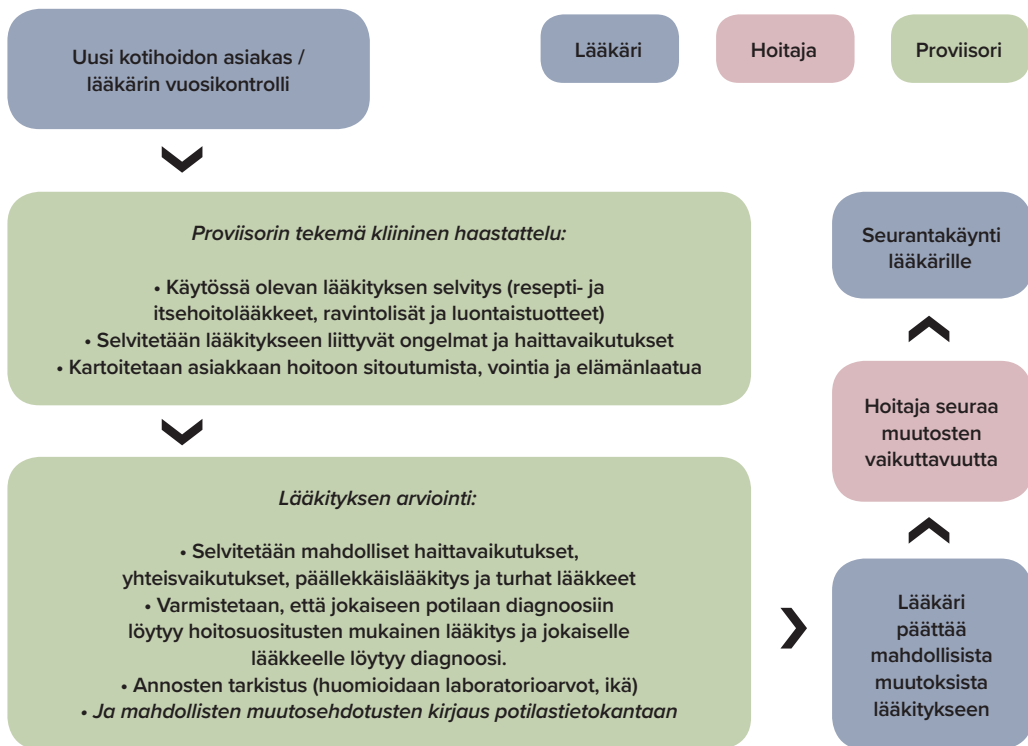 Uusi kotihoidon asiakas /
lääkärin vuosikontrolli
Lääkäri
Hoitaja
Proviisori
Proviisorin tekemä kliininen haastattelu:
• Käytössä olevan lääkityksen selvitys (resepti- ja
itsehoitolääkkeet, ravintolisät ja luontaistuotteet)
• Selvitetään lääkitykseen liittyvät ongelmat ja haittavaikutukset
• Kartoitetaan asiakkaan hoitoon sitoutumista, vointia ja elämänlaatua
Lääkityksen arviointi:
• Selvitetään mahdolliset haittavaikutukset,
yhteisvaikutukset, päällekkäislääkitys ja turhat lääkkeet
• Varmistetaan, että jokaiseen potilaan diagnoosiin
löytyy hoitosuositusten mukainen lääkitys ja jokaiselle
lääkkeelle löytyy diagnoosi.
• Annosten tarkistus (huomioidaan laboratorioarvot, ikä)
• Ja mahdollisten muutosehdotusten kirjaus potilastietokantaan
Lääkäri
päättää
mahdollisista
muutoksista
lääkitykseen
Hoitaja seuraa
muutosten
vaikuttavuutta
Seurantakäynti
lääkärille